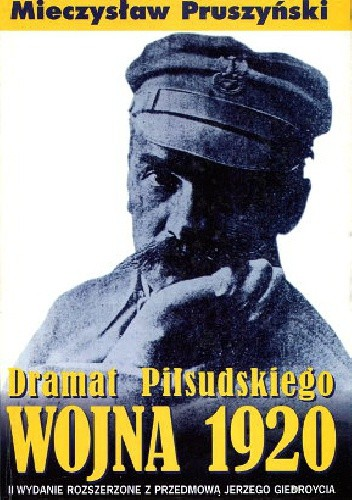 Mieczysław Pruszyński
Dramat Piłsudskiego
WOJNA 1920
II WYDANIE ROZSZERZONE Z PRZEDMOWĄ JERZEGO GIEDROYCIA